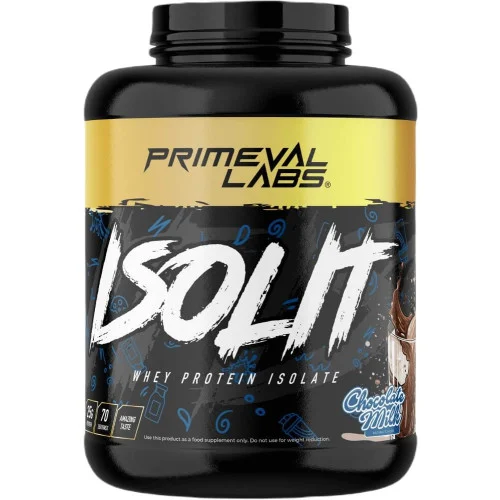 PRIMEVAL
LABS®
ISOLIT
WHEY PROTEIN ISOLATE
Chocolate
Milk
25g
70
AMAZING
TASTE
Use this product as a food supplement only. Do not use for weight reduction.